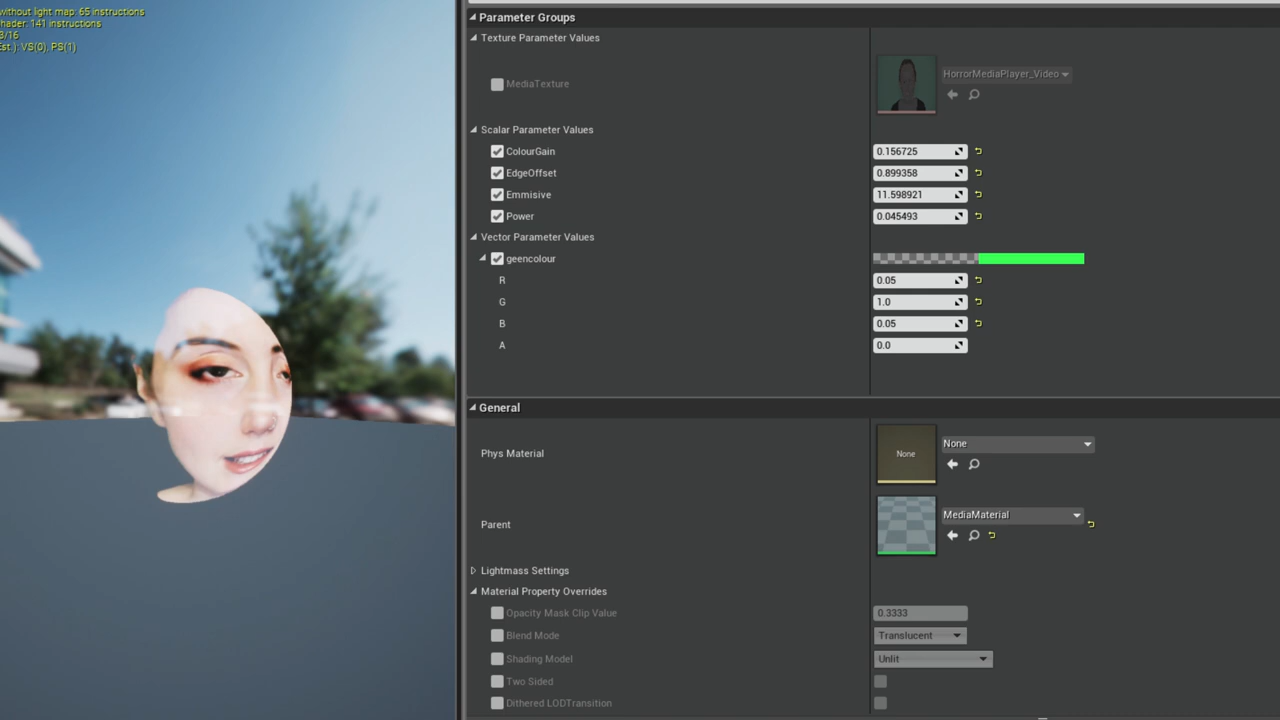 without light map: 65 instructions
hader: 141 instructions
3/16
Est.): VS(0), PS(1)
Parameter Groups
Texture Parameter Values
MediaTexture
HorrorMediaPlayer_Video
Scalar Parameter Values
ColourGain
0.156725
EdgeOffset
0.899358
Emmisive
11.598921
Power
0.045493
Vector Parameter Values
geencolour
R
0.05
G
1.0
B
0.05
A
0.0
General
Phys Material
None
None
Parent
MediaMaterial
Lightmass Settings
Material Property Overrides
Opacity Mask Clip Value
0.3333
Blend Mode
Translucent
Shading Model
Unlit
Two Sided
Dithered LODTransition